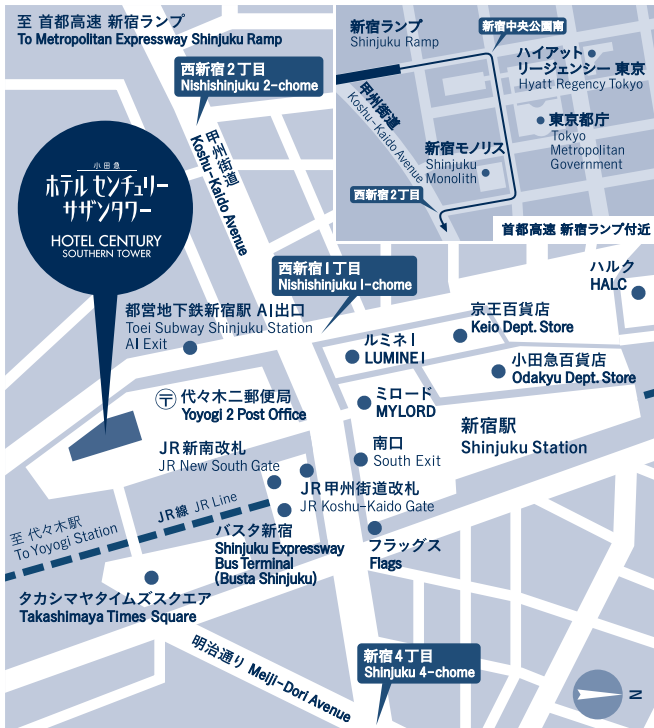 至 首都高速 新宿ランプ
To Metropolitan Expressway Shinjuku Ramp
西新宿2丁目
Nishishinjuku 2-chome
甲州街道
Koshu-Kaido Avenue
小田急
ホテルセンチュリー
サザンタワー
HOTEL CENTURY
SOUTHERN TOWER
新宿ランプ
Shinjuku Ramp
新宿中央公園南
ハイアット
リージェンシー 東京
Hyatt Regency Tokyo
甲州街道
Koshu-Kaido Avenue
東京都庁
Tokyo
Metropolitan
Government
新宿モノリス
Shinjuku
Monolith
西新宿2丁目
首都高速 新宿ランプ付近
西新宿1丁目
Nishishinjuku 1-chome
ハルク
HALC
都営地下鉄新宿駅 A1出口
Toei Subway Shinjuku Station
A1 Exit
京王百貨店
Keio Dept. Store
ルミネ1
LUMINE1
小田急百貨店
Odakyu Dept. Store
〒 代々木二郵便局
Yoyogi 2 Post Office
ミロード
MYLORD
新宿駅
Shinjuku Station
南口
South Exit
JR新南改札
JR New South Gate
JR甲州街道改札
JR Koshu-Kaido Gate
JR線 JR Line
至 代々木駅
To Yoyogi Station
バスタ新宿
Shinjuku Expressway
Bus Terminal
(Busta Shinjuku)
フラッグス
Flags
タカシマヤタイムズスクエア
Takashimaya Times Square
明治通り Meiji-Dori Avenue
新宿4丁目
Shinjuku 4-chome
N